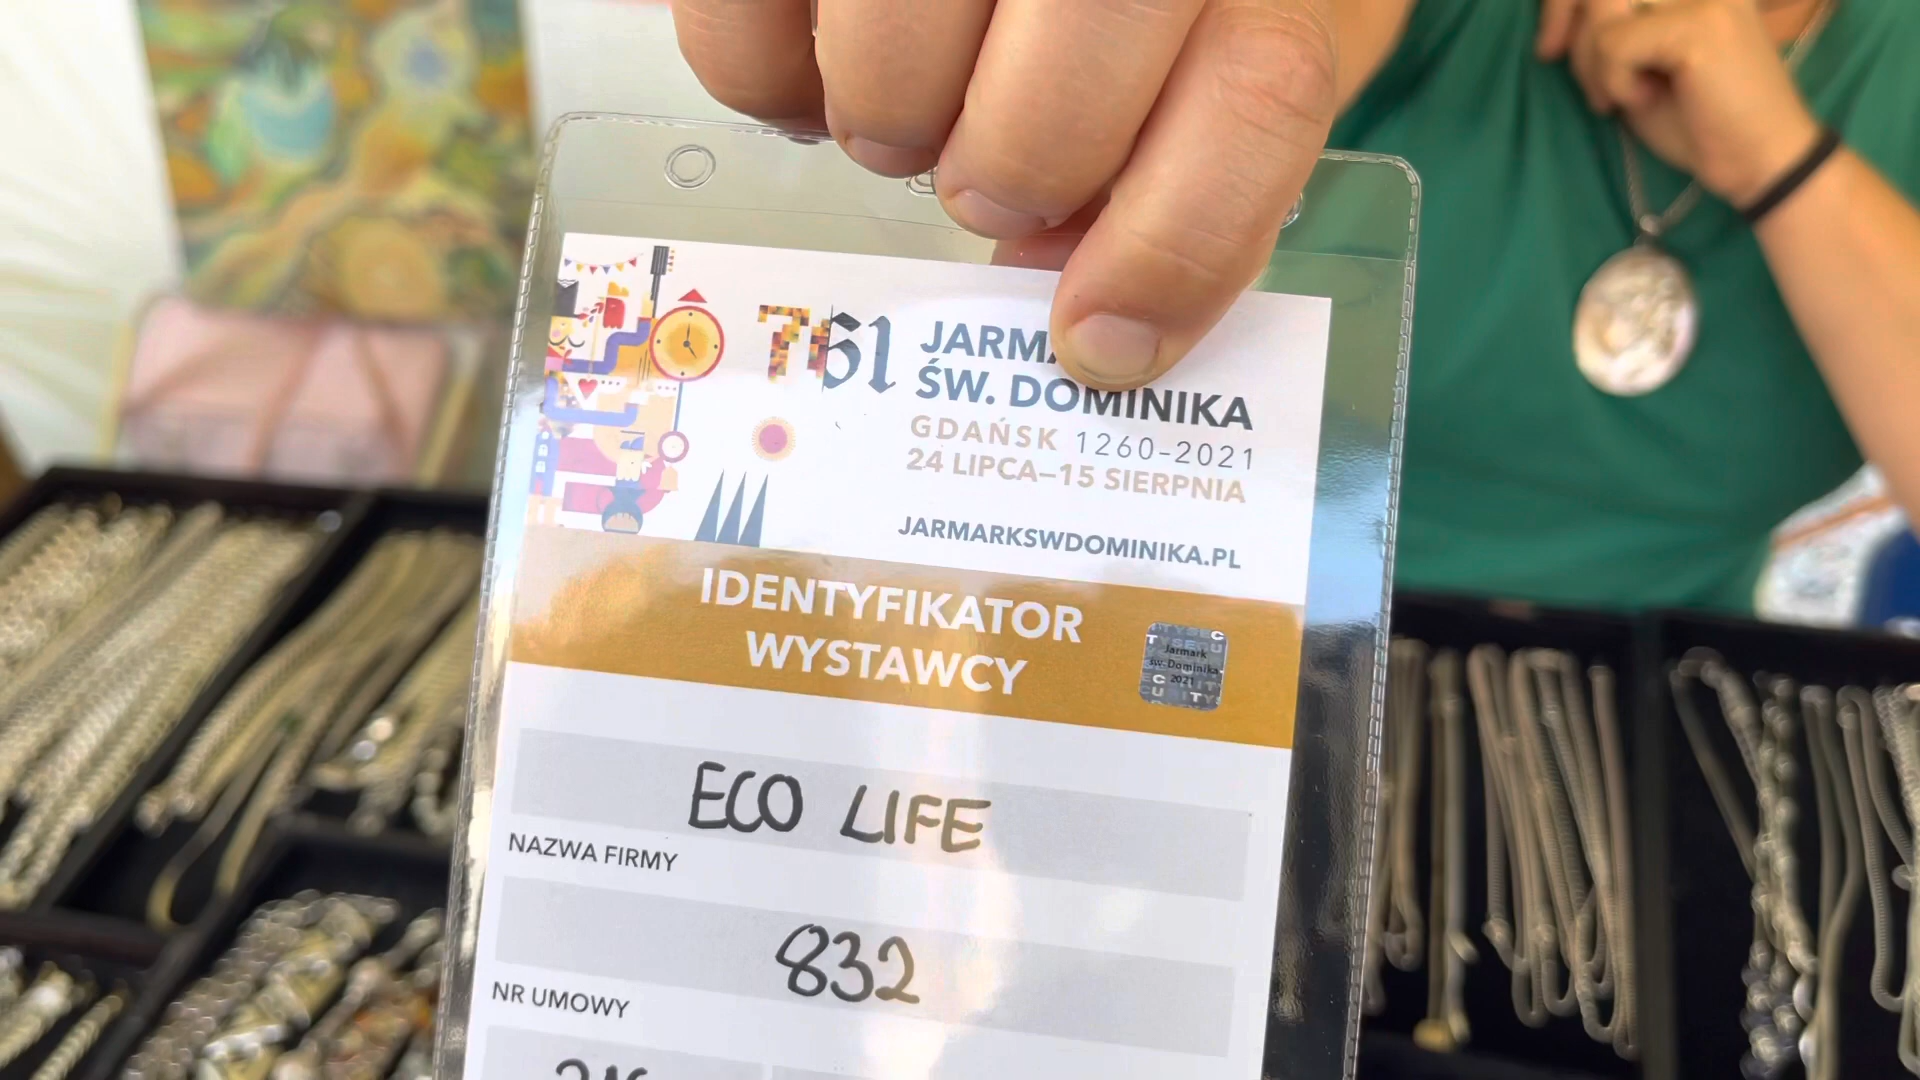 761 JARMA
ŚW. DOMINIKA
GDAŃSK 1260-2021
24 LIPCA–15 SIERPNIA
JARMARKSWDOMINIKA.PL
IDENTYFIKATOR
WYSTAWCY
Jarmark
św. Dominika
2021
ECO LIFE
NAZWA FIRMY
832
NR UMOWY